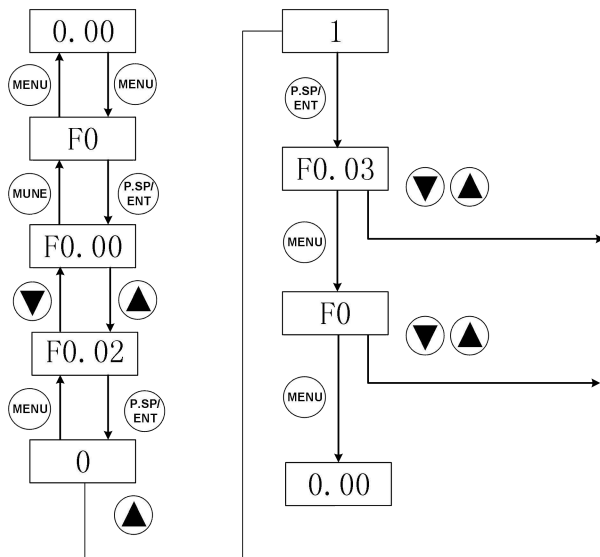 0.00
MENU
MENU
F0
MUNE
P.SP/
ENT
F0.00
F0.02
MENU
P.SP/
ENT
0
1
P.SP/
ENT
F0.03
MENU
F0
MENU
0.00